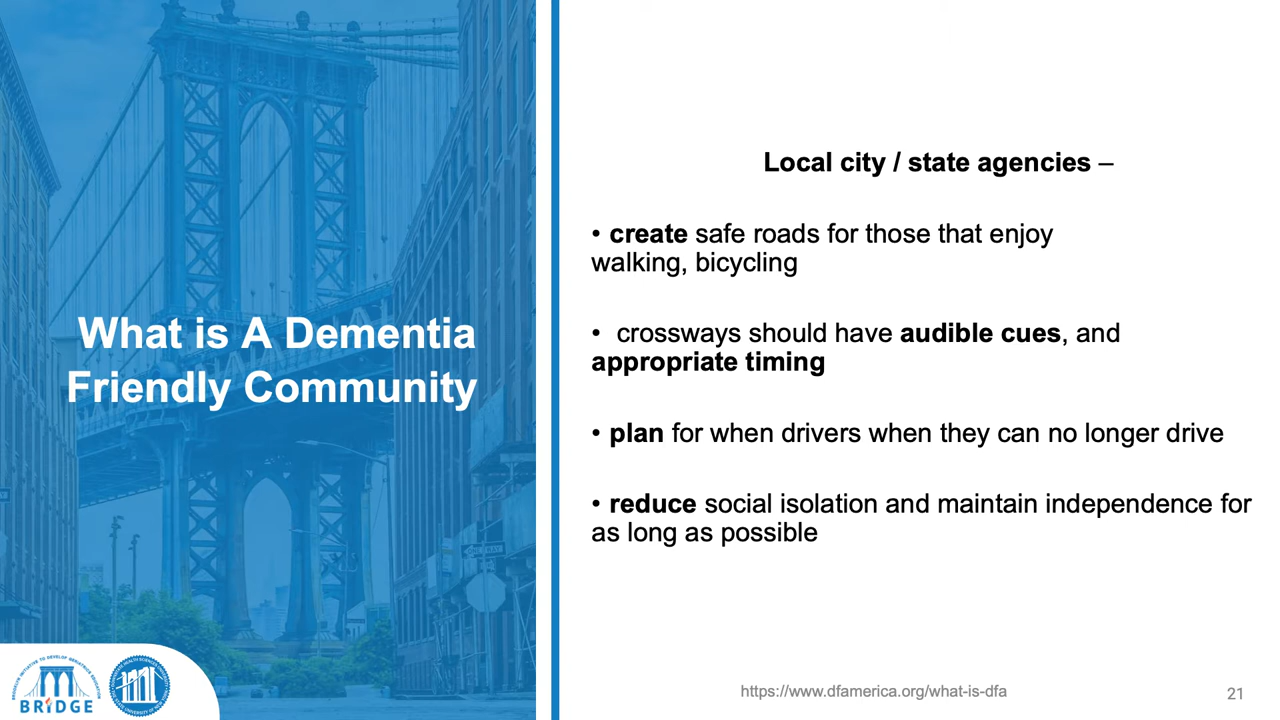 What is A Dementia
Friendly Community
Local city / state agencies –
• create safe roads for those that enjoy
walking, bicycling
• crossways should have audible cues, and
appropriate timing
• plan for when drivers when they can no longer drive
• reduce social isolation and maintain independence for
as long as possible
ONE WAY
BRIDGE
https://www.dfamerica.org/what-is-dfa
21